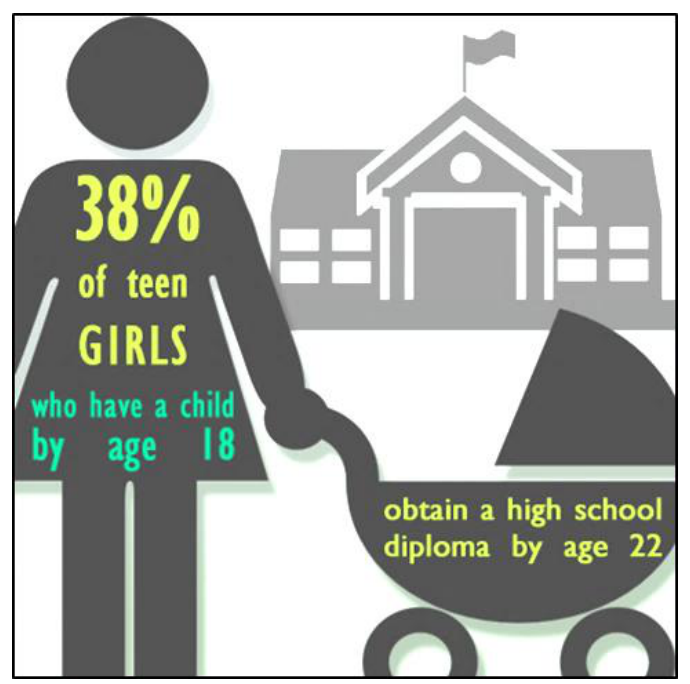 38%
of teen
GIRLS
who have a child
by age 18
obtain a high school
diploma by age 22